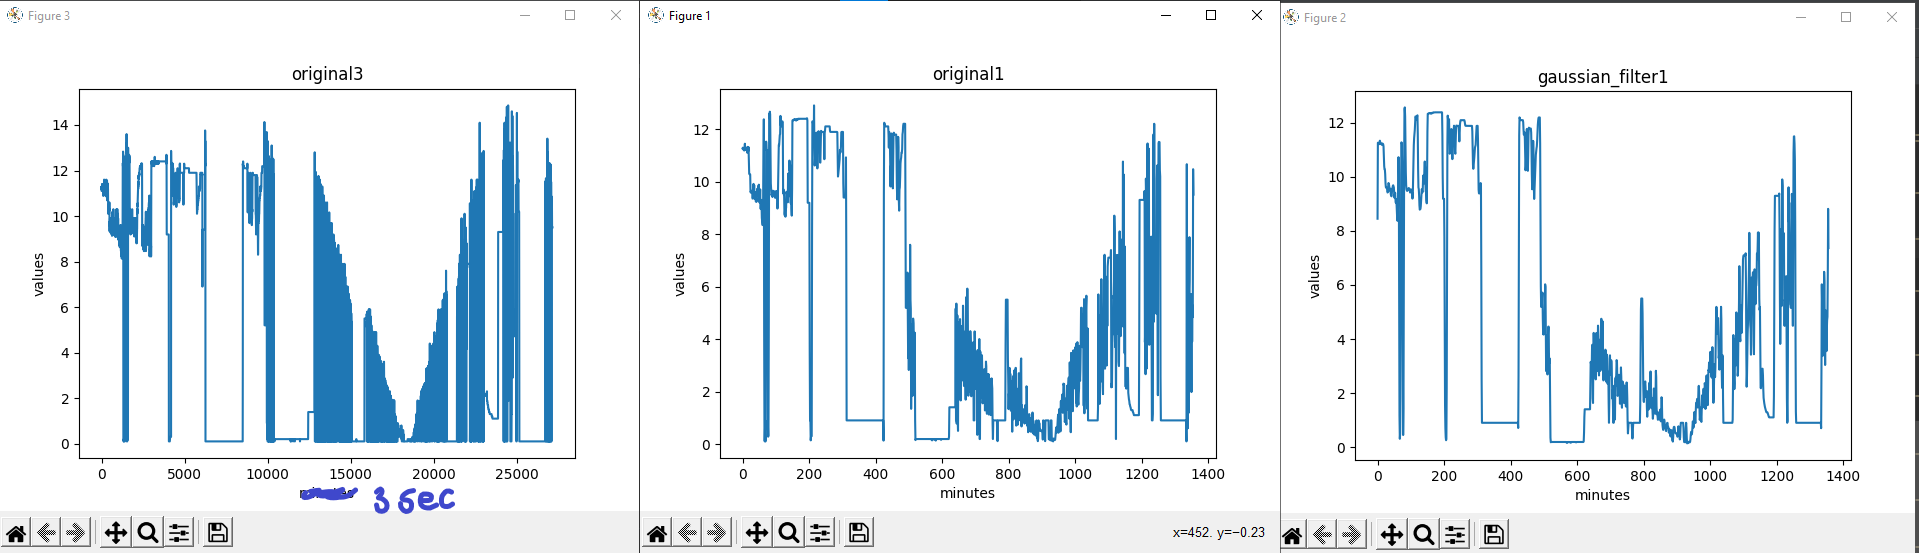 Figure 3
original3
values
14
12
10
8
6
4
2
0
0 5000 10000 15000 20000 25000
minutes 3 sec
Figure 1
original1
values
12
10
8
6
4
2
0
0 200 400 600 800 1000 1200 1400
minutes
x=452. y=−0.23
Figure 2
gaussian_filter1
values
12
10
8
6
4
2
0
0 200 400 600 800 1000 1200 1400
minutes